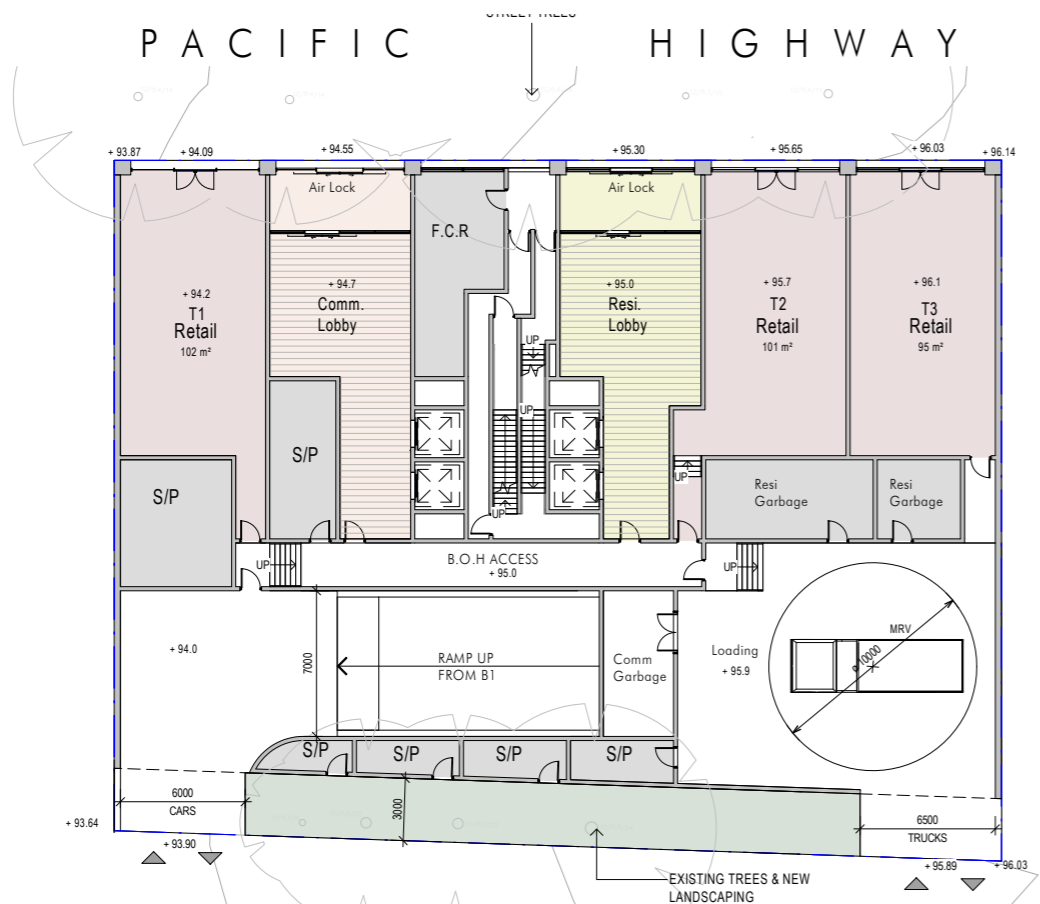 STREET TREES
PACIFIC HIGHWAY
+ 93.87
+ 94.09
+ 94.55
+ 95.30
+ 95.65
+ 96.03
+ 96.14
Air Lock
Air Lock
F.C.R
+ 94.2
T1
Retail
102 m²
+ 94.7
Comm.
Lobby
+ 95.0
Resi.
Lobby
+ 95.7
T2
Retail
101 m²
+ 96.1
T3
Retail
95 m²
UP
UP
S/P
S/P
UP
UP
Resi
Garbage
Resi
Garbage
UP
B.O.H ACCESS
+ 95.0
UP
+ 94.0
7000
RAMP UP
FROM B1
Comm
Garbage
Loading
+ 95.9
MRV
10000
S/P
S/P
S/P
S/P
6000
CARS
3000
6500
TRUCKS
+ 93.64
+ 93.90
+ 95.89
+ 96.03
EXISTING TREES & NEW
LANDSCAPING